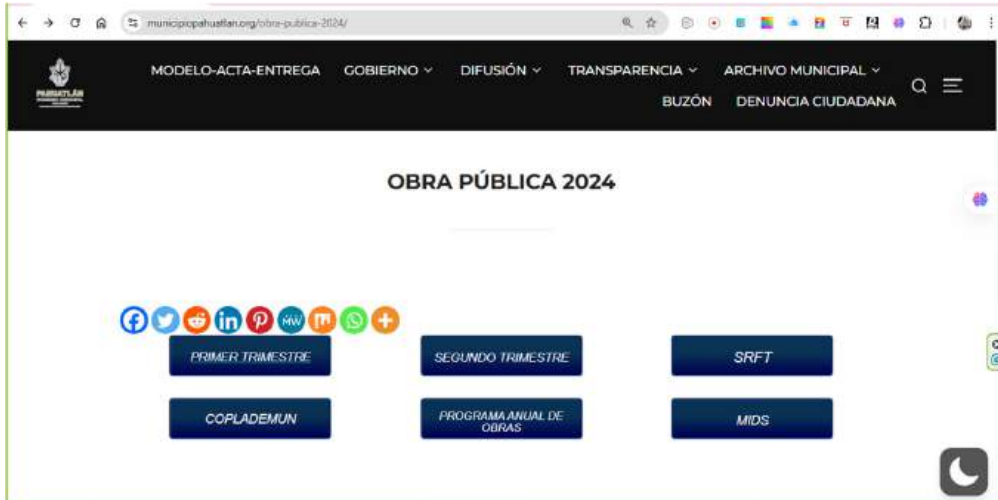 municipiopahuatlan.org/obra-publica-2024/
MODELO-ACTA-ENTREGA GOBIERNO DIFUSIÓN TRANSPARENCIA ARCHIVO MUNICIPAL
BUZÓN DENUNCIA CIUDADANA
PAHUATLÁN
OBRA PÚBLICA 2024
PRIMER TRIMESTRE SEGUNDO TRIMESTRE SRFT
COPLADEMUN PROGRAMA ANUAL DE OBRAS MIDS